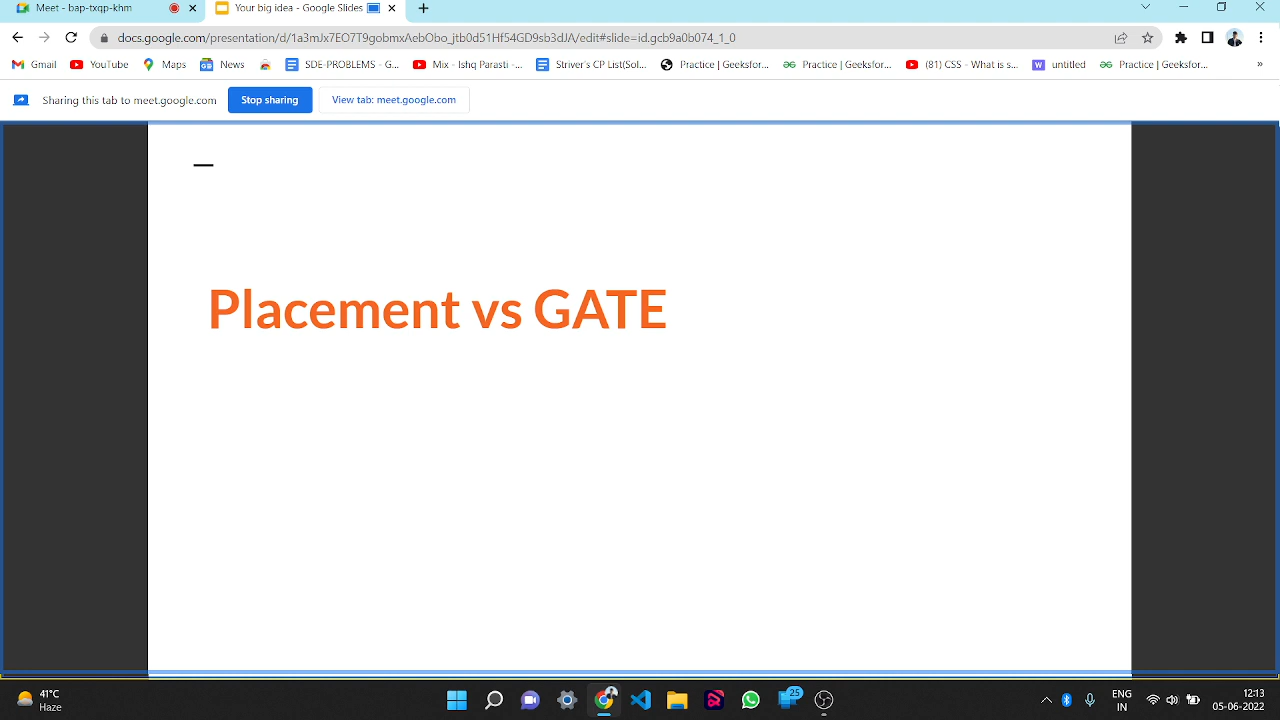 Meet - bap-txqp-khm
Your big idea - Google Slides
docs.google.com/presentation/d/1a3mJx7EO7T9gobmxAebObo_jtb0d51Hf54GD9sb3dJA/edit#slide=id.gcb9a0b074_1_0
Gmail YouTube Maps News SDE-PROBLEMS - G... Mix - Ishq Parasti -... Striver's CP List(Sol... Practice | Geeksfor... Practice | Geeksfor... (81) CSS - What is s... untitled Practice | Geeksfor... »
Sharing this tab to meet.google.com Stop sharing View tab: meet.google.com
Placement vs GATE
41°C
Haze
25
ENG
IN
12:13
05-06-2022